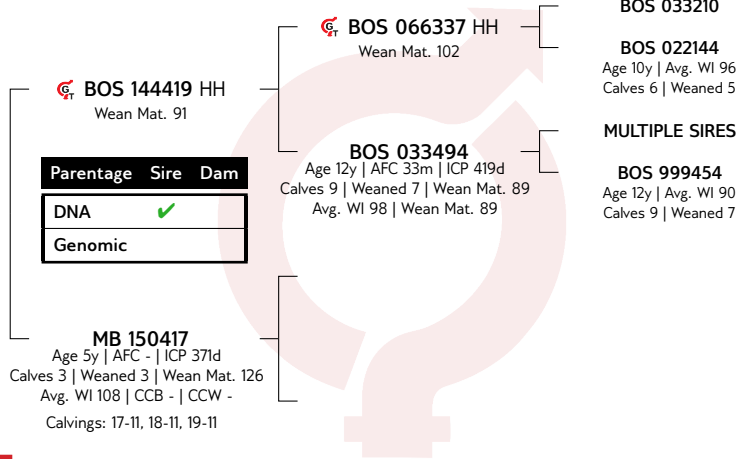 BOS 033210
GT BOS 066337 HH
Wean Mat. 102
BOS 022144
Age 10y | Avg. WI 96
Calves 6 | Weaned 5
GT BOS 144419 HH
Wean Mat. 91
MULTIPLE SIRES
BOS 033494
Age 12y | AFC 33m | ICP 419d
Calves 9 | Weaned 7 | Wean Mat. 89
Avg. WI 98 | Wean Mat. 89
BOS 999454
Age 12y | Avg. WI 90
Calves 9 | Weaned 7
Parentage Sire Dam
DNA ✔
Genomic
MB 150417
Age 5y | AFC - | ICP 371d
Calves 3 | Weaned 3 | Wean Mat. 126
Avg. WI 108 | CCB - | CCW -
Calvings: 17-11, 18-11, 19-11